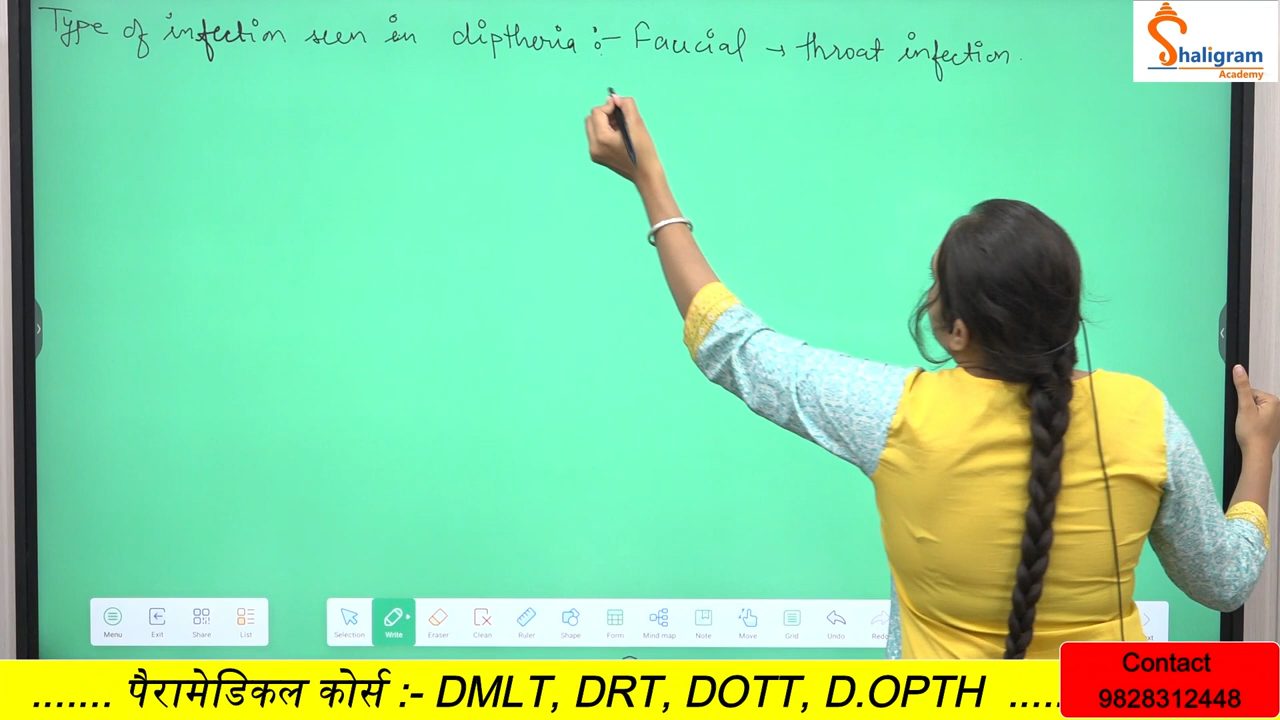 Type of infection seen in diptheria :- Faucial → throat infection.
Shaligram
Academy
Menu
Exit
Share
List
Selection
Write
Eraser
Clean
Ruler
Shape
Form
Mind map
Note
Move
Grid
Undo
....... पैरामेडिकल कोर्स :- DMLT, DRT, DOTT, D.OPTH .....
Contact
9828312448